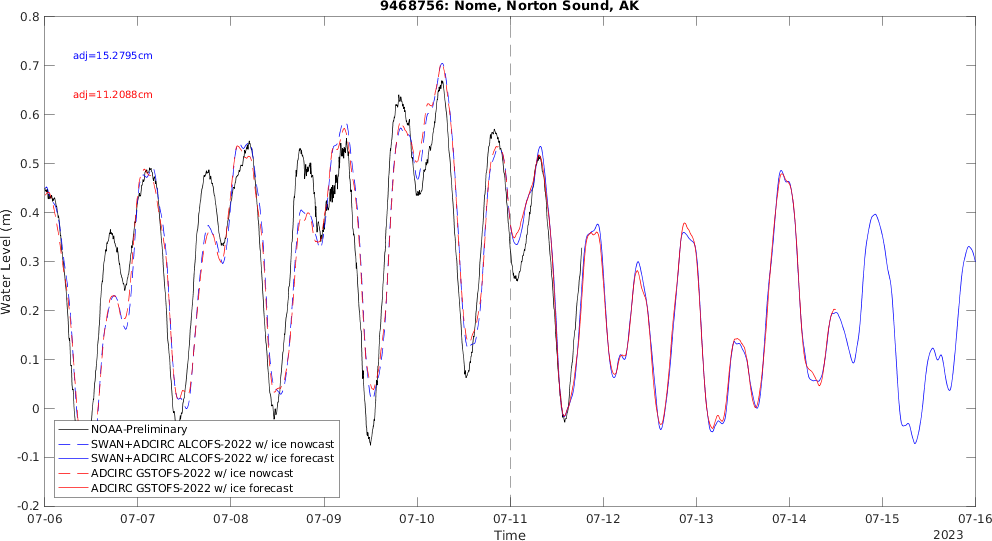 9468756: Nome, Norton Sound, AK
0.8
0.7
0.6
0.5
0.4
0.3
0.2
0.1
0
-0.1
-0.2
Water Level (m)
adj=15.2795cm
adj=11.2088cm
NOAA-Preliminary
SWAN+ADCIRC ALCOFS-2022 w/ ice nowcast
SWAN+ADCIRC ALCOFS-2022 w/ ice forecast
ADCIRC GSTOFS-2022 w/ ice nowcast
ADCIRC GSTOFS-2022 w/ ice forecast
07-06 07-07 07-08 07-09 07-10 07-11 07-12 07-13 07-14 07-15 07-16
Time
2023